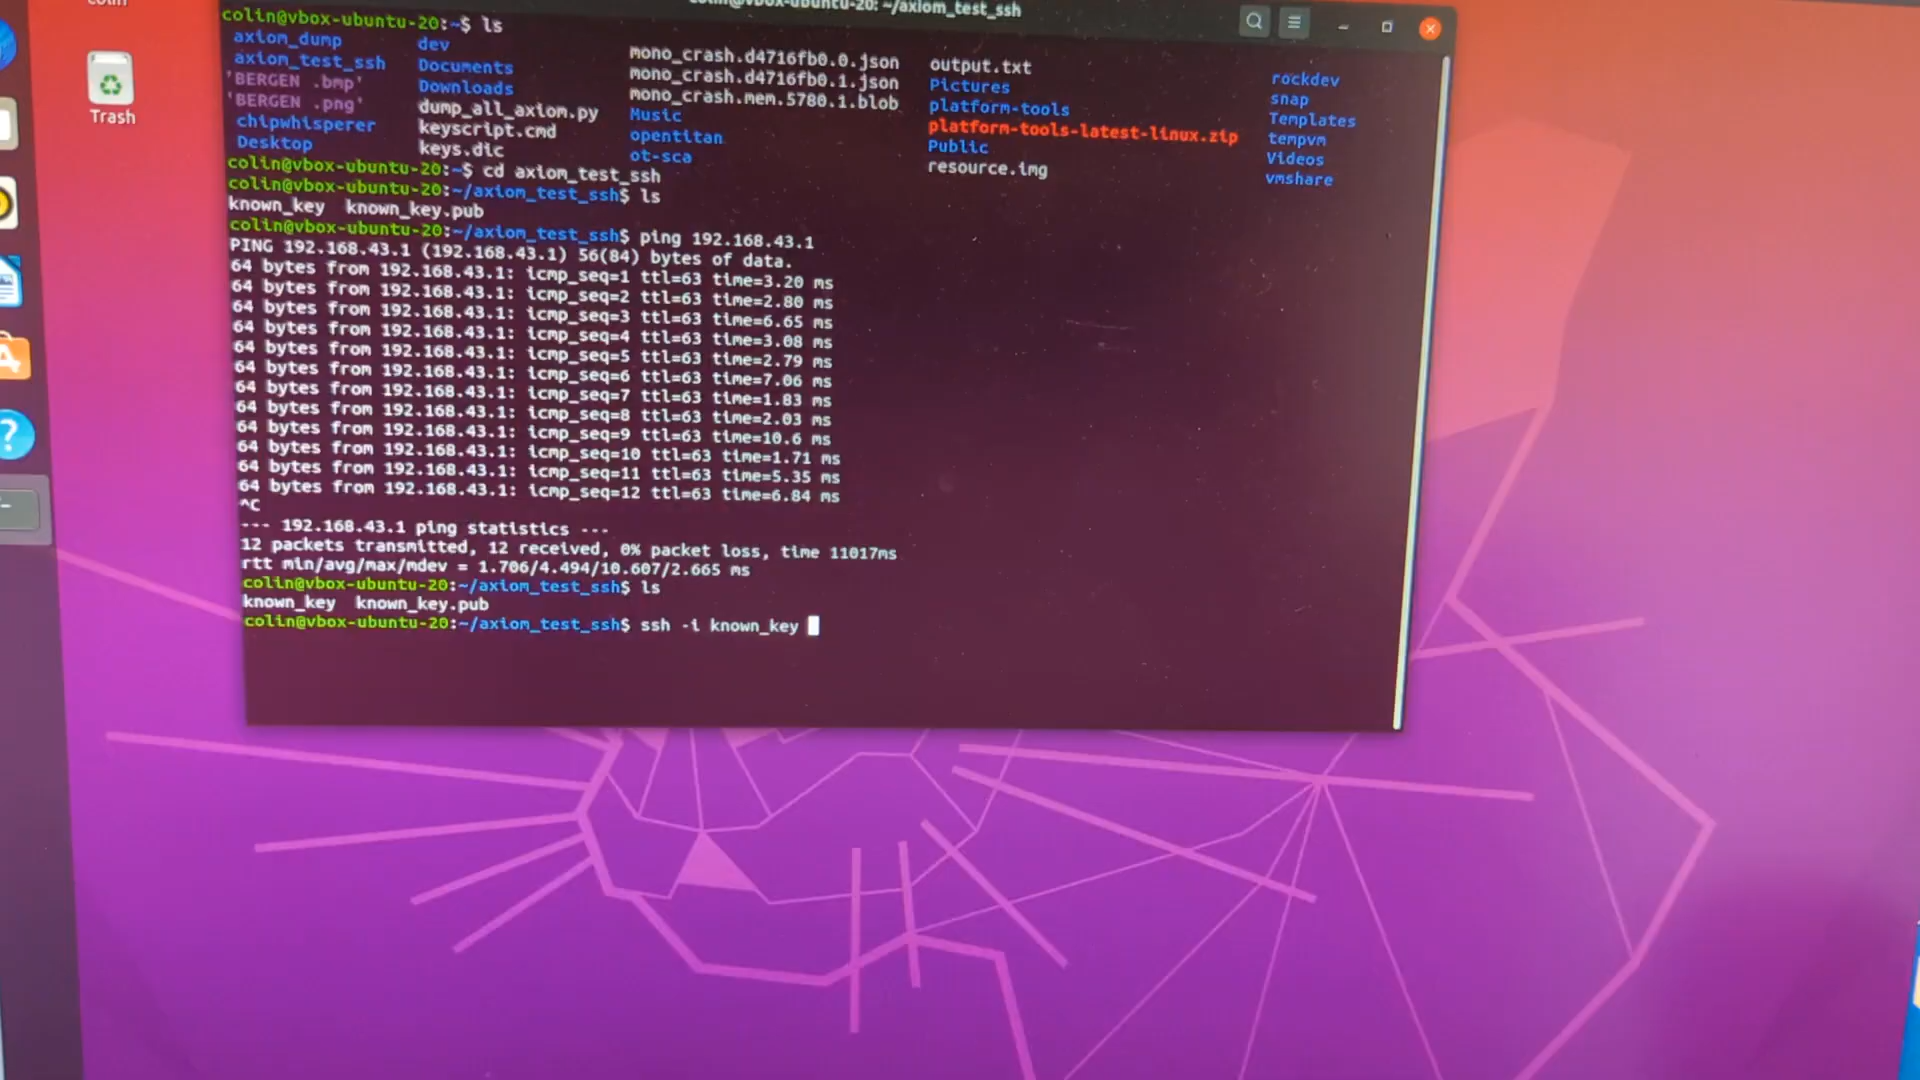 colin
colin@vbox-ubuntu-20: ~/axiom_test_ssh
colin@vbox-ubuntu-20:~$ ls
axiom_dump dev mono_crash.d4716fb0.0.json output.txt rockdev
axiom_test_ssh Documents mono_crash.d4716fb0.1.json Pictures snap
'BERGEN .bmp' Downloads mono_crash.mem.5780.1.blob platform-tools Templates
'BERGEN .png' dump_all_axiom.py Music platform-tools-latest-linux.zip tempvm
chipwhisperer keyscript.cmd opentitan Public Videos
Desktop keys.dic ot-sca resource.img vmshare
colin@vbox-ubuntu-20:~$ cd axiom_test_ssh
colin@vbox-ubuntu-20:~/axiom_test_ssh$ ls
known_key known_key.pub
colin@vbox-ubuntu-20:~/axiom_test_ssh$ ping 192.168.43.1
PING 192.168.43.1 (192.168.43.1) 56(84) bytes of data.
64 bytes from 192.168.43.1: icmp_seq=1 ttl=63 time=3.20 ms
64 bytes from 192.168.43.1: icmp_seq=2 ttl=63 time=2.80 ms
64 bytes from 192.168.43.1: icmp_seq=3 ttl=63 time=6.65 ms
64 bytes from 192.168.43.1: icmp_seq=4 ttl=63 time=3.08 ms
64 bytes from 192.168.43.1: icmp_seq=5 ttl=63 time=2.79 ms
64 bytes from 192.168.43.1: icmp_seq=6 ttl=63 time=7.06 ms
64 bytes from 192.168.43.1: icmp_seq=7 ttl=63 time=1.83 ms
64 bytes from 192.168.43.1: icmp_seq=8 ttl=63 time=2.03 ms
64 bytes from 192.168.43.1: icmp_seq=9 ttl=63 time=10.6 ms
64 bytes from 192.168.43.1: icmp_seq=10 ttl=63 time=1.71 ms
64 bytes from 192.168.43.1: icmp_seq=11 ttl=63 time=5.35 ms
64 bytes from 192.168.43.1: icmp_seq=12 ttl=63 time=6.84 ms
^C
--- 192.168.43.1 ping statistics ---
12 packets transmitted, 12 received, 0% packet loss, time 11017ms
rtt min/avg/max/mdev = 1.706/4.494/10.607/2.665 ms
colin@vbox-ubuntu-20:~/axiom_test_ssh$ ls
known_key known_key.pub
colin@vbox-ubuntu-20:~/axiom_test_ssh$ ssh -i known_key
Trash